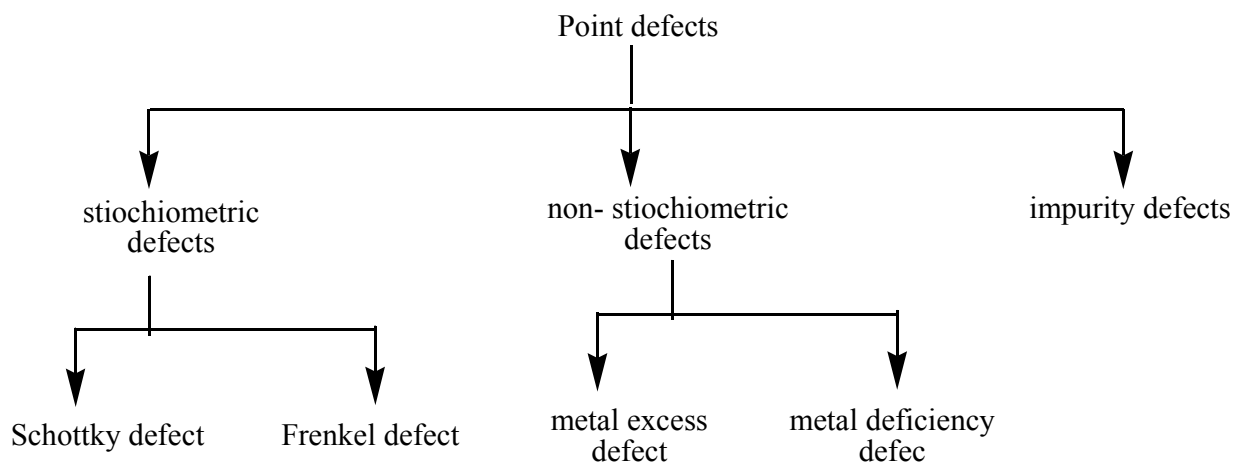 Point defects
stiochiometric
defects
non- stiochiometric
defects
impurity defects
Schottky defect
Frenkel defect
metal excess
defect
metal deficiency
defec